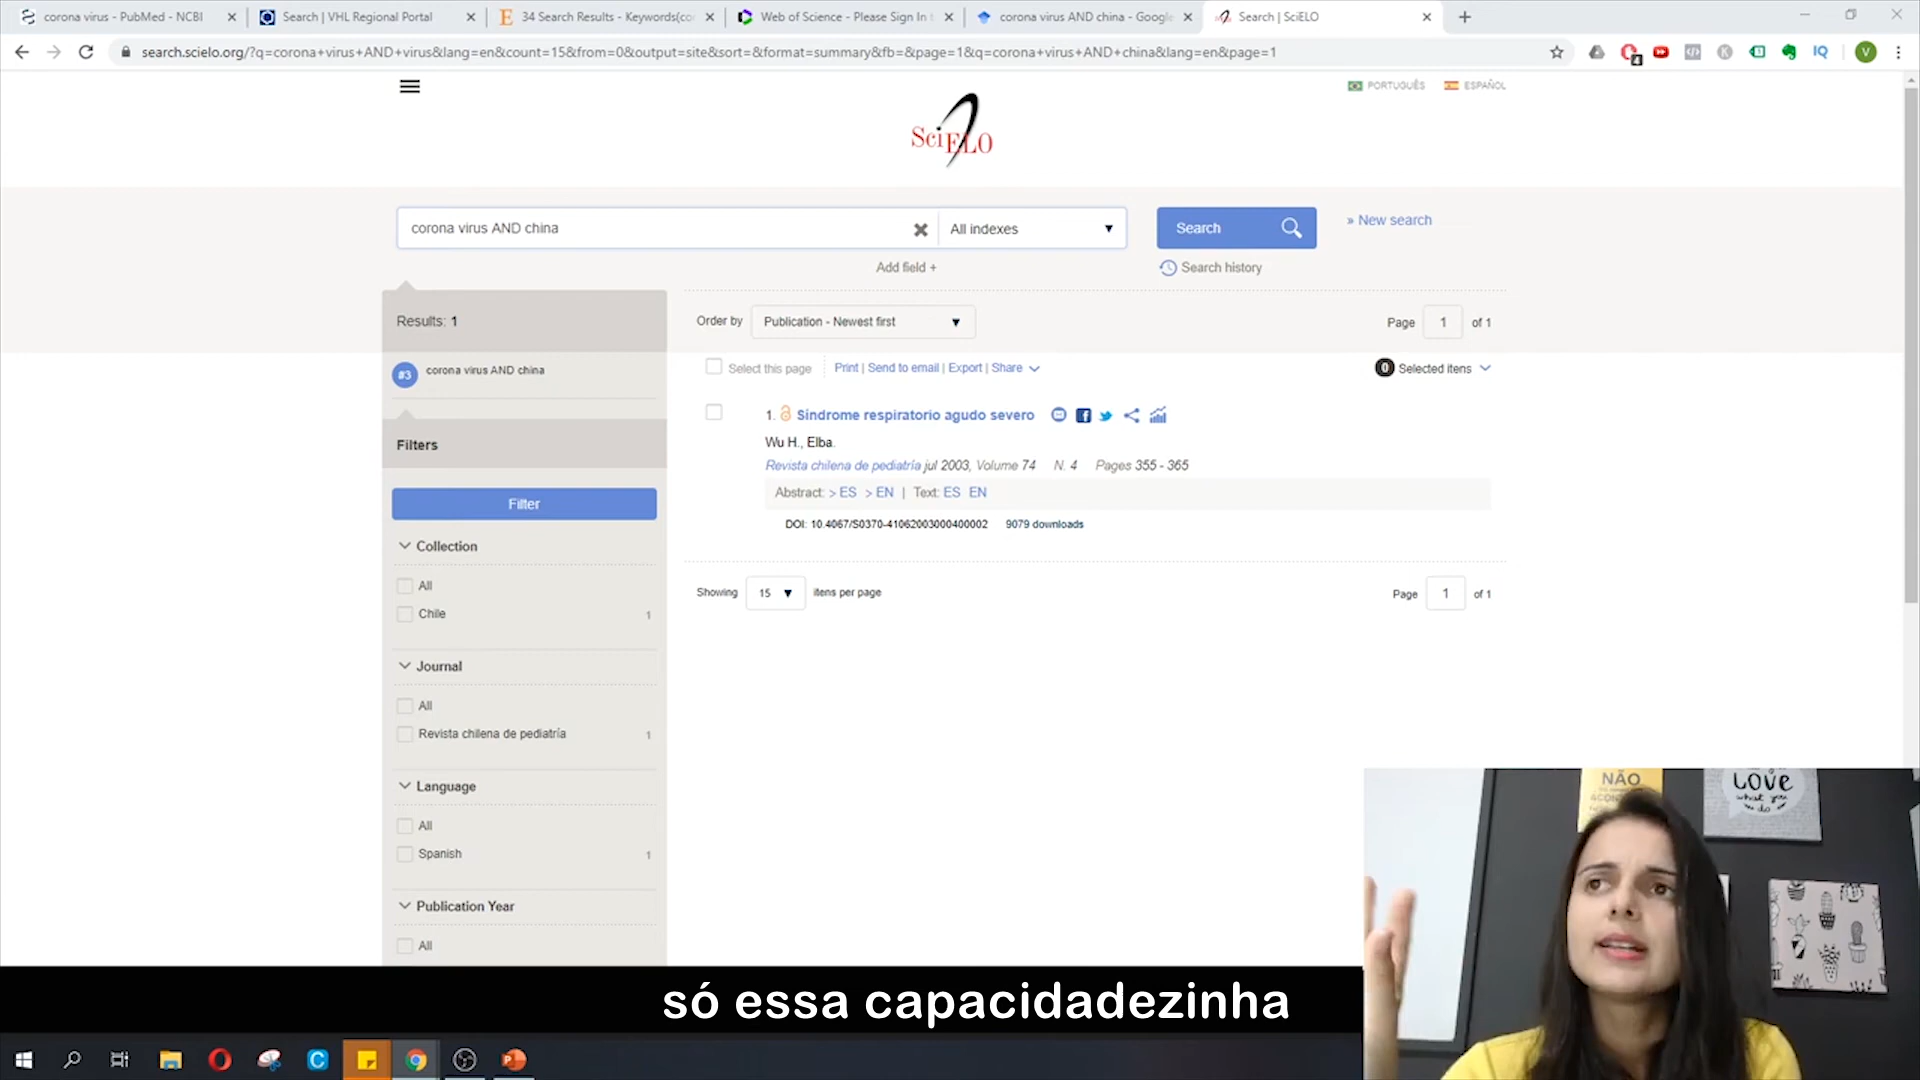 corona virus - PubMed - NCBI
Search | VHL Regional Portal
34 Search Results - Keywords(co
Web of Science - Please Sign In t
corona virus AND china - Google
Search | SciELO
search.scielo.org/?q=corona+virus+AND+virus&lang=en&count=15&from=0&output=site&sort=&format=summary&fb=&page=1&q=corona+virus+AND+china&lang=en&page=1
PORTUGUÊS ESPAÑOL
SciELO
corona virus AND china
All indexes
Search
» New search
Add field +
Search history
Results: 1
Order by
Publication - Newest first
Page 1 of 1
#3 corona virus AND china
Select this page
Print | Send to email | Export | Share
0 Selected itens
Filters
1. Síndrome respiratorio agudo severo
Wu H., Elba.
Revista chilena de pediatría jul 2003, Volume 74 N. 4 Pages 355 - 365
Abstract: > ES > EN | Text: ES EN
DOI: 10.4067/S0370-41062003000400002 9079 downloads
Filter
Collection
All
Chile 1
Showing 15 itens per page
Page 1 of 1
Journal
All
Revista chilena de pediatría 1
Language
All
Spanish 1
Publication Year
All
NÃO
LOVE
what you
do
só essa capacidadezinha